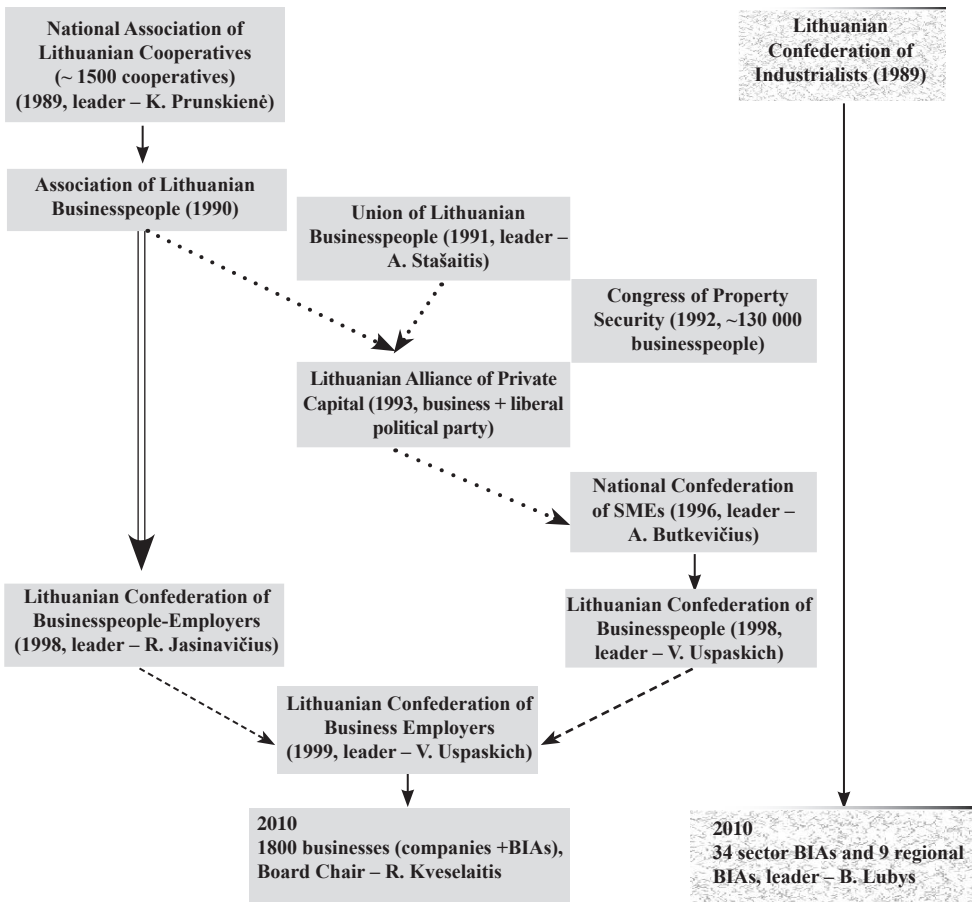 National Association of
Lithuanian Cooperatives
(~ 1500 cooperatives)
(1989, leader – K. Prunskienė)
Lithuanian
Confederation of
Industrialists (1989)
Association of Lithuanian
Businesspeople (1990)
Union of Lithuanian
Businesspeople (1991, leader –
A. Stašaitis)
Congress of Property
Security (1992, ~130 000
businesspeople)
Lithuanian Alliance of Private
Capital (1993, business + liberal
political party)
National Confederation
of SMEs (1996, leader –
A. Butkevičius)
Lithuanian Confederation of
Businesspeople-Employers
(1998, leader – R. Jasinavičius)
Lithuanian Confederation of
Businesspeople (1998,
leader – V. Uspaskich)
Lithuanian Confederation of
Business Employers
(1999, leader – V. Uspaskich)
2010
1800 businesses (companies +BIAs),
Board Chair – R. Kveselaitis
2010
34 sector BIAs and 9 regional
BIAs, leader – B. Lubys